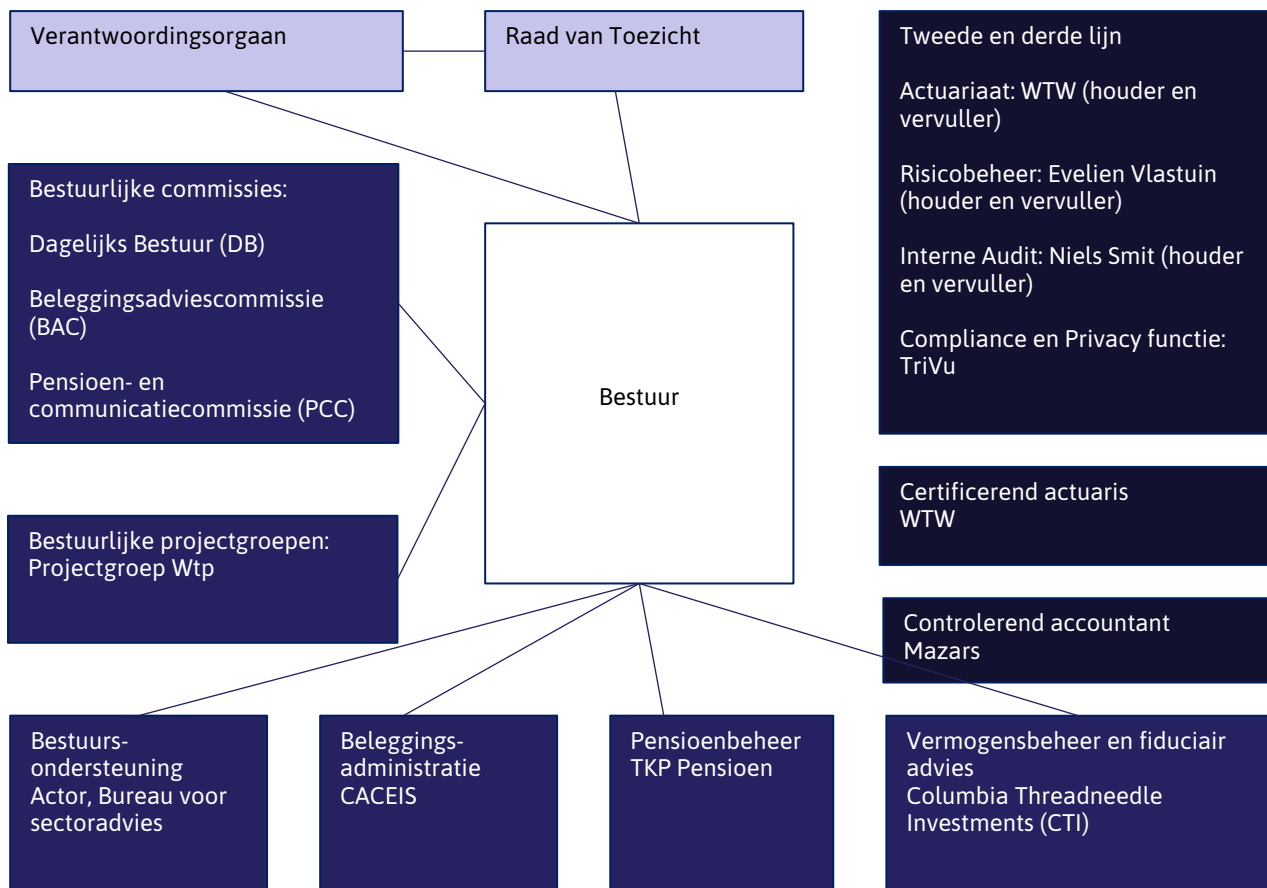 Verantwoordingsorgaan
Raad van Toezicht
Tweede en derde lijn
Actuariaat: WTW (houder en
vervuller)
Risicobeheer: Evelien Vlastuin
(houder en vervuller)
Interne Audit: Niels Smit (houder
en vervuller)
Compliance en Privacy functie:
TriVu
Bestuurlijke commissies:
Dagelijks Bestuur (DB)
Beleggingsadviescommissie
(BAC)
Pensioen- en
communicatiecommissie (PCC)
Bestuur
Certificerend actuaris
WTW
Bestuurlijke projectgroepen:
Projectgroep Wtp
Controlerend accountant
Mazars
Bestuurs-
ondersteuning
Actor, Bureau voor
sectoradvies
Beleggings-
administratie
CACEIS
Pensioenbeheer
TKP Pensioen
Vermogensbeheer en fiduciair
advies
Columbia Threadneedle
Investments (CTI)